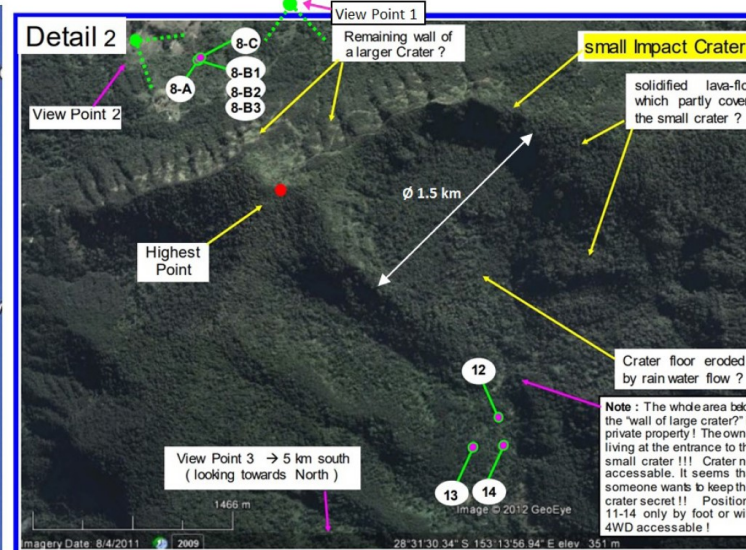 View Point 1
Detail 2
8-C
8-B1
8-A
8-B2
8-B3
Remaining wall of
a larger Crater ?
small Impact Crater
View Point 2
solidified lava-flo
which partly cove
the small crater ?
Ø 1.5 km
Highest
Point
Crater floor eroded
by rain water flow ?
12
Note : The whole area bel
the "wall of large crater?"
private property ! The own
living at the entrance to th
small crater !!! Crater n
accessable. It seems th
someone wants to keep th
crater secret !! Position
11-14 only by foot or wi
4WD accessable !
View Point 3 → 5 km south
( looking towards North )
13
14
1466 m
Image © 2012 GeoEye
Imagery Date: 8/4/2011
2009
28°31'30.34" S 153°13'56.94" E elev 351 m